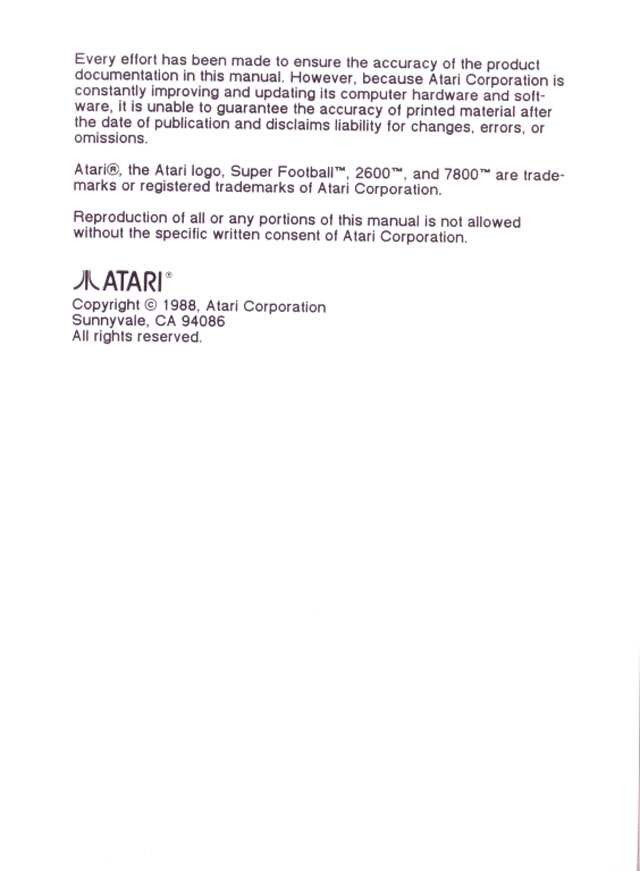 Every effort has been made to ensure the accuracy of the product
documentation in this manual. However, because Atari Corporation is
constantly improving and updating its computer hardware and soft-
ware, it is unable to guarantee the accuracy of printed material after
the date of publication and disclaims liability for changes, errors, or
omissions.
Atari®, the Atari logo, Super Football™, 2600™, and 7800™ are trade-
marks or registered trademarks of Atari Corporation.
Reproduction of all or any portions of this manual is not allowed
without the specific written consent of Atari Corporation.
ATARI®
Copyright © 1988, Atari Corporation
Sunnyvale, CA 94086
All rights reserved.